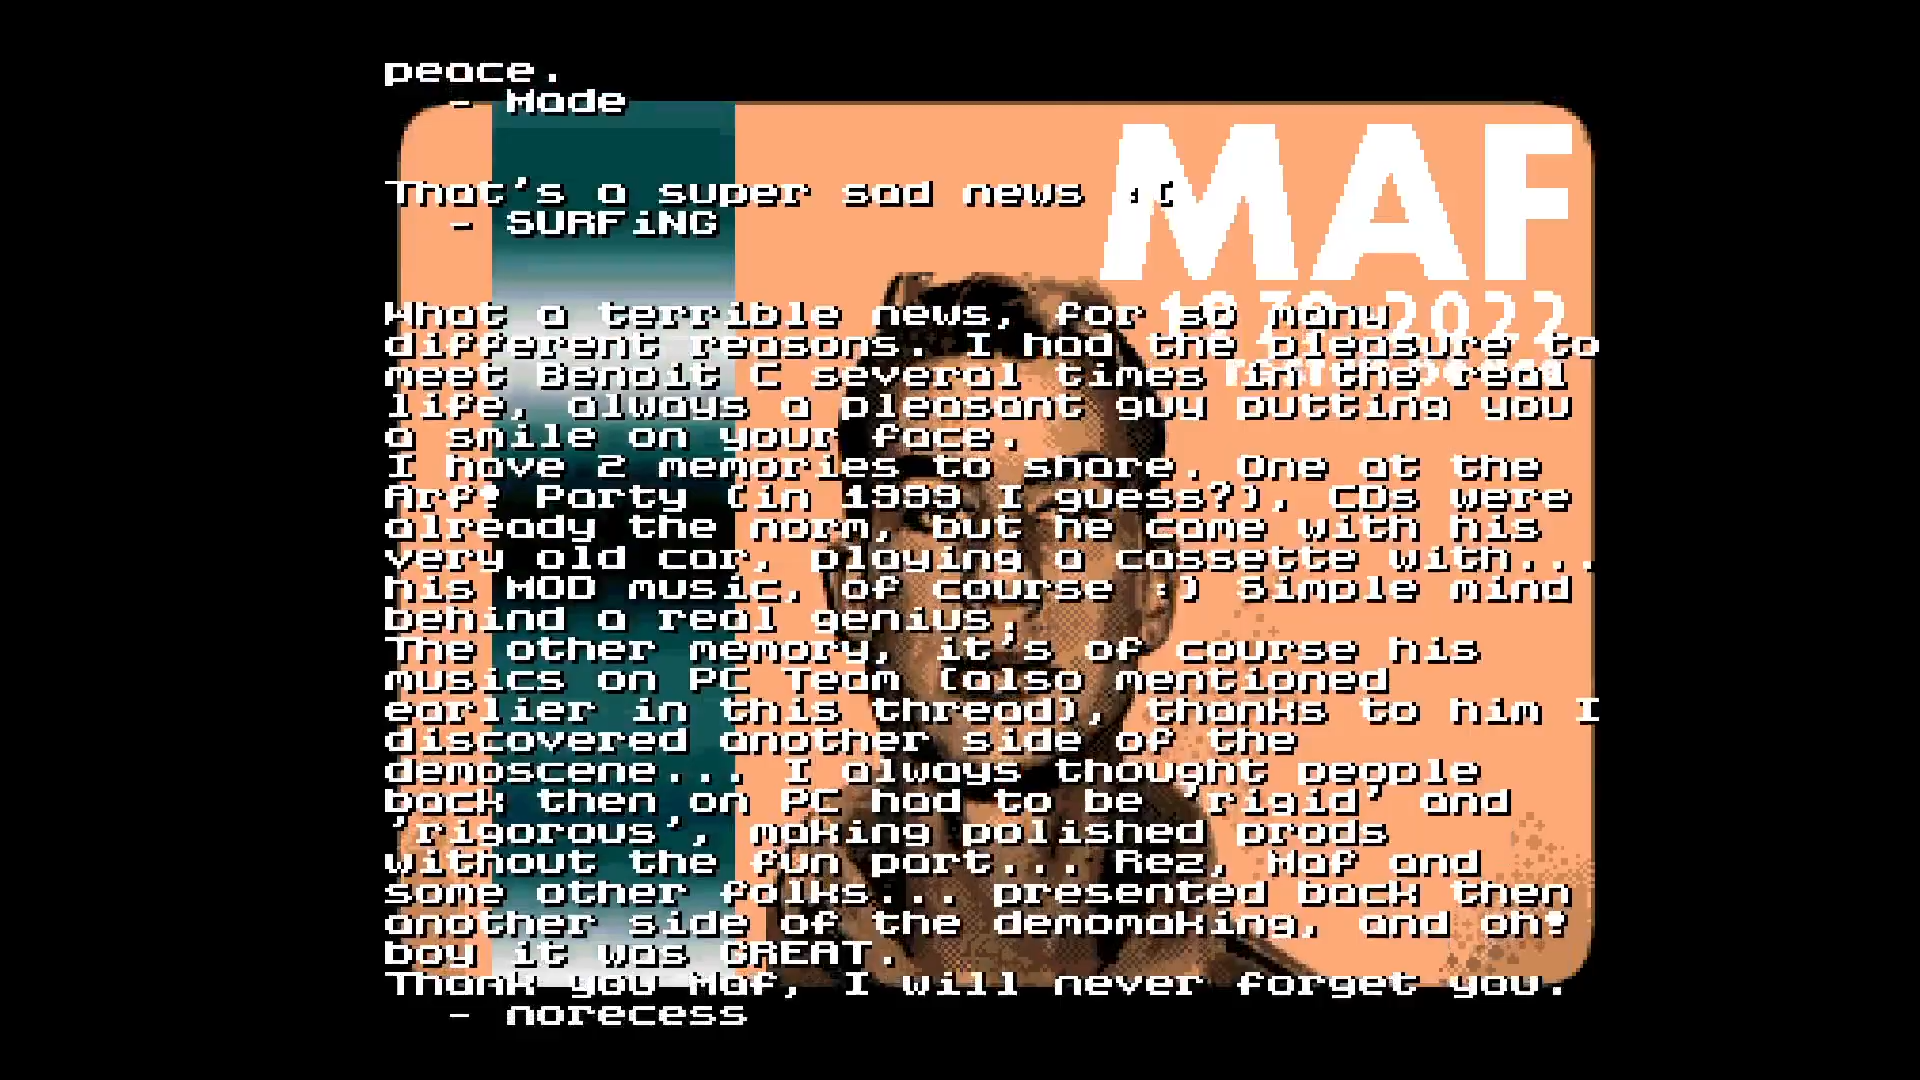 peace.
- Made
MAF
That's a super sad news :(
- SURFiNG
What a terrible news, for so many
2022
different reasons. I had the pleasure to
meet Benoit C several times in the real
life, always a pleasant guy putting you
a smile on your face.
I have 2 memories to share. One at the
Arf! Party (in 1999 I guess?), CDs were
already the norm, but he came with his
very old car, playing a cassette with...
his MOD music, of course :) Simple mind
behind a real genius;
The other memory, it's of course his
musics on PC Team (also mentioned
earlier in this thread), thanks to him I
discovered another side of the
demoscene... I always thought people
back then on PC had to be 'rigid' and
'rigorous', making polished prods
without the fun part... Rez, Maf and
some other folks... presented back then
another side of the demomaking, and oh!
boy it was GREAT.
Thank you Maf, I will never forget you.
- norecess